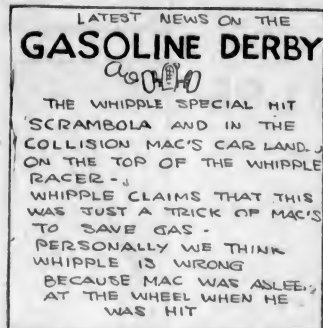 LATEST NEWS ON THE
GASOLINE DERBY
THE WHIPPLE SPECIAL HIT
SCRAMBOLA AND IN THE
COLLISION MAC'S CAR LAND
ON THE TOP OF THE WHIPPLE
RACER -
WHIPPLE CLAIMS THAT THIS
WAS JUST A TRICK OF MAC'S
TO SAVE GAS -
PERSONALLY WE THINK
WHIPPLE IS WRONG
BECAUSE MAC WAS ASLEE
AT THE WHEEL WHEN HE
WAS HIT